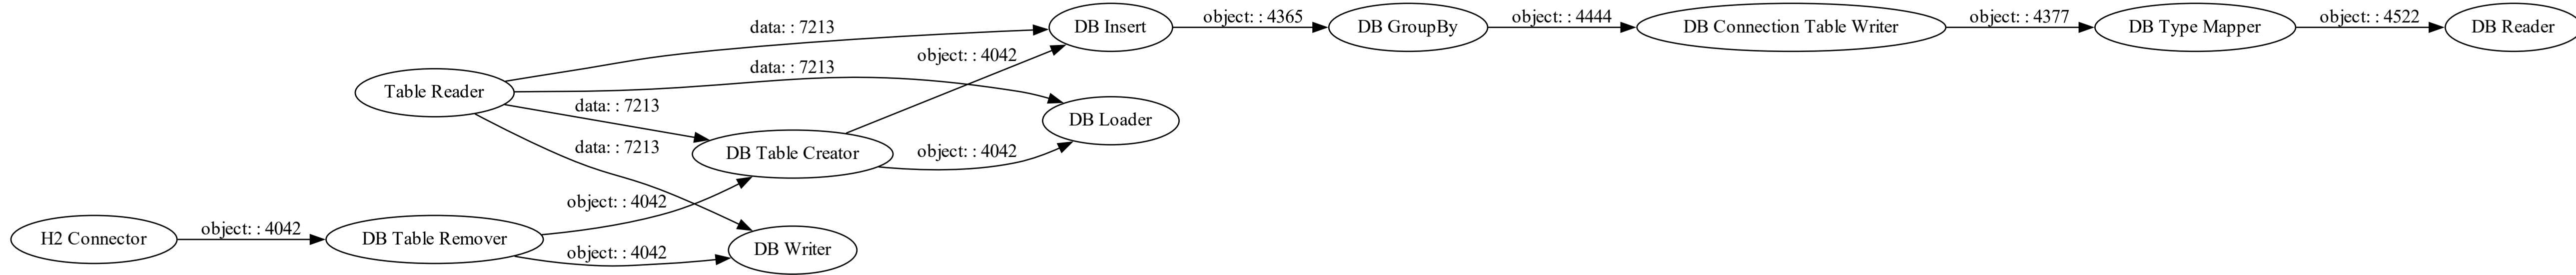 data: : 7213
DB Insert
object: : 4365
DB GroupBy
object: : 4444
DB Connection Table Writer
object: : 4377
DB Type Mapper
object: : 4522
DB Reader
object: : 4042
data: : 7213
Table Reader
data: : 7213
DB Loader
data: : 7213
DB Table Creator
object: : 4042
object: : 4042
H2 Connector
object: : 4042
DB Table Remover
object: : 4042
DB Writer